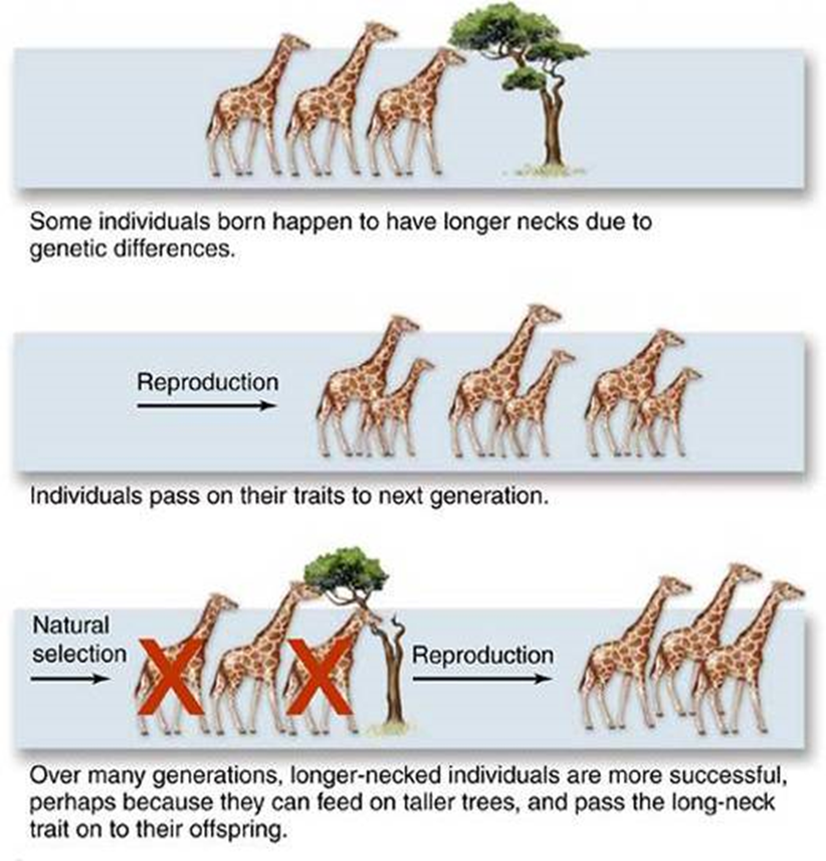 Some individuals born happen to have longer necks due to
genetic differences.
Reproduction
Individuals pass on their traits to next generation.
Natural
selection
X
X
Reproduction
Over many generations, longer-necked individuals are more successful,
perhaps because they can feed on taller trees, and pass the long-neck
trait on to their offspring.